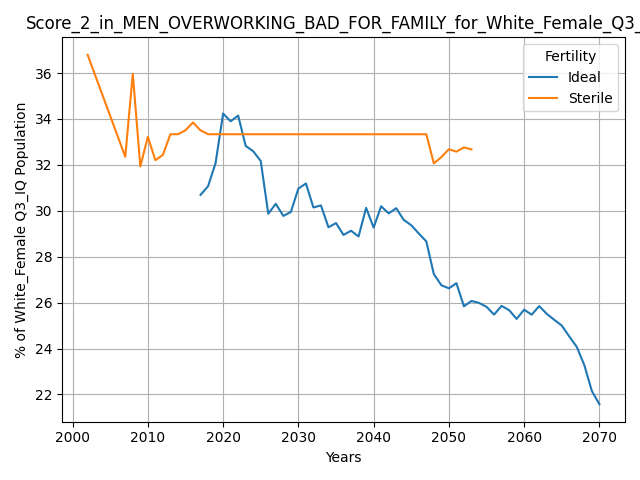 Score_2_in_MEN_OVERWORKING_BAD_FOR_FAMILY_for_White_Female_Q3_
Fertility
Ideal
Sterile
% of White_Female Q3_IQ Population
36
34
32
30
28
26
24
22
2000 2010 2020 2030 2040 2050 2060 2070
Years